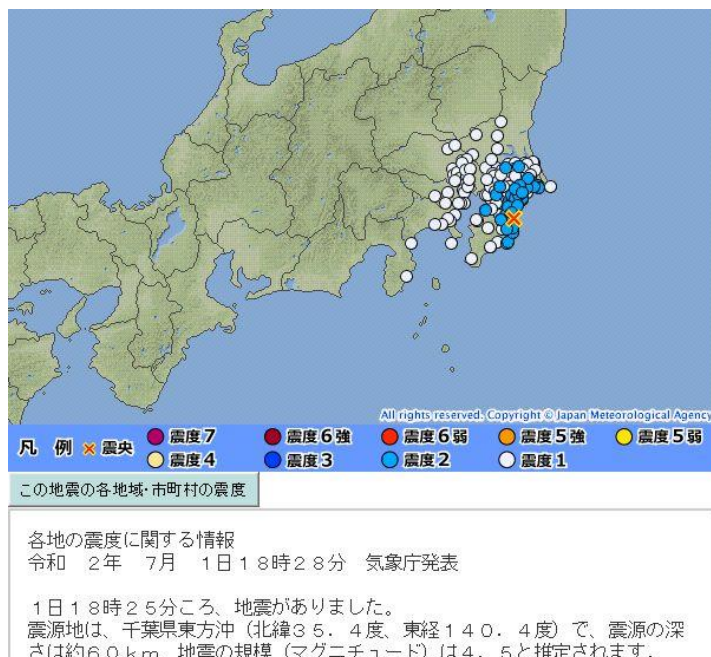 All rights reserved. Copyright © Japan Meteorological Agency
凡 例 震央 震度7 震度6強 震度6弱 震度5強 震度5弱
震度4 震度3 震度2 震度1
この地震の各地域・市町村の震度
各地の震度に関する情報
令和 2年 7月 1日18時28分 気象庁発表
1日18時25分ころ、地震がありました。
震源地は、千葉県東方沖（北緯35．4度、東経140．4度）で、震源の深
さは約60km、地震の規模（マグニチュード）は4．5と推定されます。